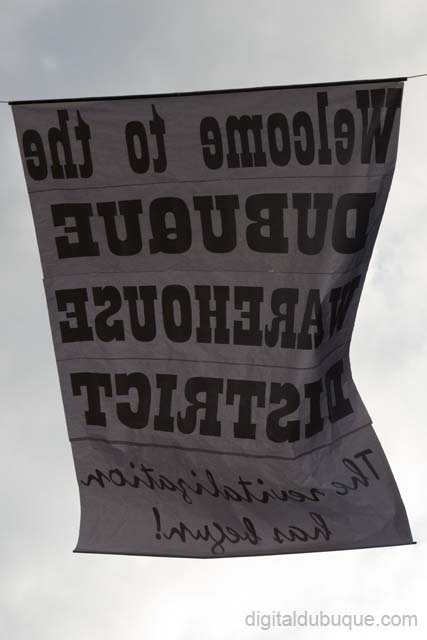 Welcome to the
DUBUQUE
WAREHOUSE
DISTRICT
The revitalization
has begun!
digitaldubuque.com